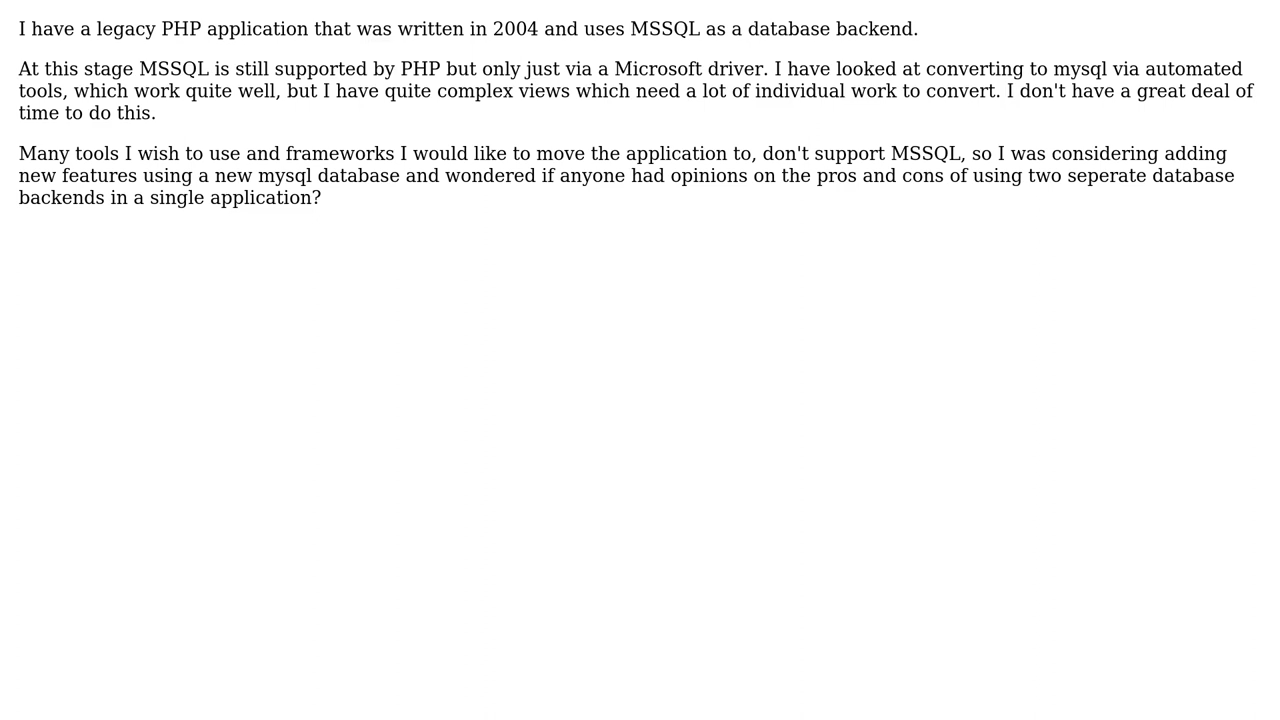 I have a legacy PHP application that was written in 2004 and uses MSSQL as a database backend.
At this stage MSSQL is still supported by PHP but only just via a Microsoft driver. I have looked at converting to mysql via automated
tools, which work quite well, but I have quite complex views which need a lot of individual work to convert. I don't have a great deal of
time to do this.
Many tools I wish to use and frameworks I would like to move the application to, don't support MSSQL, so I was considering adding
new features using a new mysql database and wondered if anyone had opinions on the pros and cons of using two seperate database
backends in a single application?